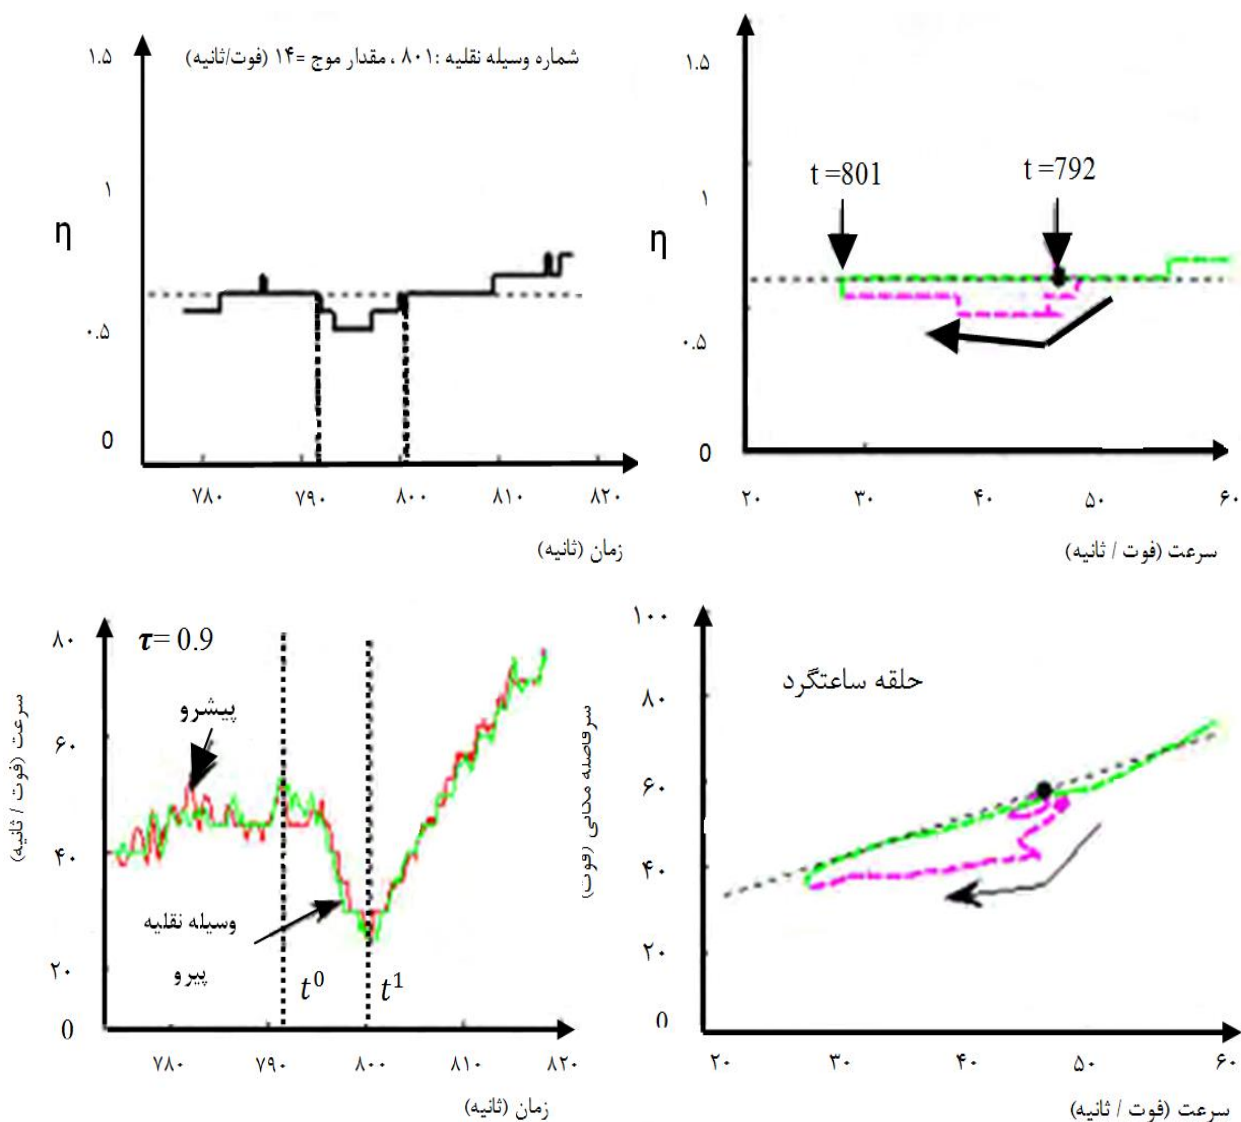 شماره وسیله نقلیه :۸۰۱ ، مقدار موج =۱۴ (فوت/ثانیه)
۱.۵
۱
η
۰.۵
0
۷۸۰ ۷۹۰ ۸۰۰ ۸۱۰ ۸۲۰
زمان (ثانیه)
۱.۵
t =801
t =792
۱
η
۰.۵
0
۲۰ ۳۰ ۴۰ ۵۰ ۶۰
سرعت (فوت / ثانیه)
۸۰
τ= 0.9
پیشرو
۶۰
سرعت (فوت / ثانیه)
۴۰
وسیله نقلیه
پیرو
۲۰
t⁰
t¹
0
۷۸۰ ۷۹۰ ۸۰۰ ۸۱۰ ۸۲۰
زمان (ثانیه)
۱۰۰
حلقه ساعتگرد
۸۰
سرفاصله مکانی (فوت)
۶۰
۴۰
۲۰
0
۲۰ ۳۰ ۴۰ ۵۰ ۶۰
سرعت (فوت / ثانیه)